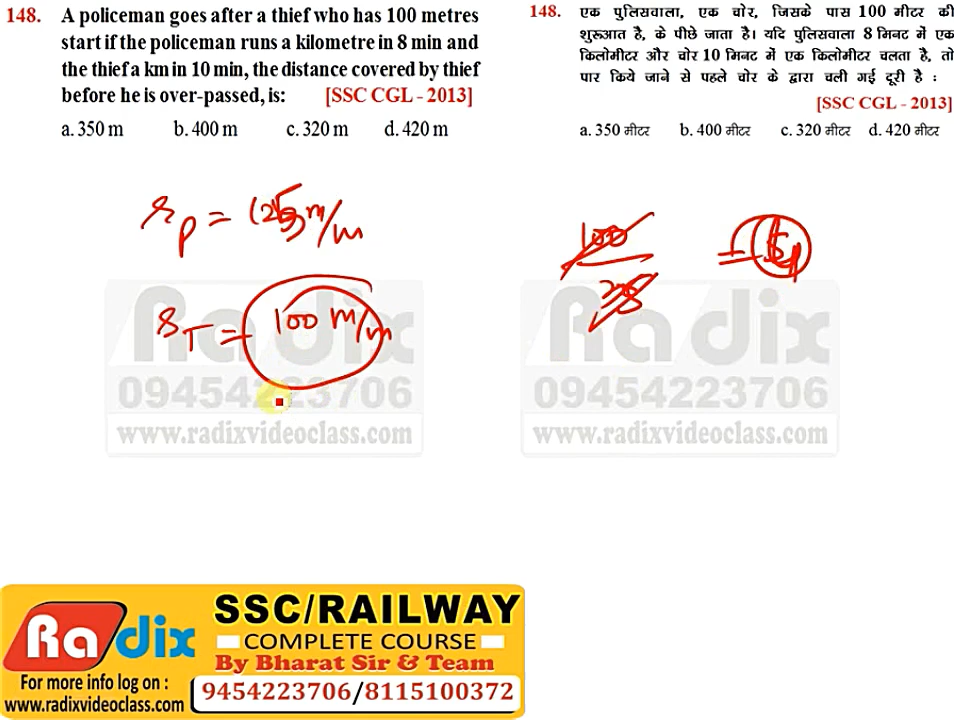 148. A policeman goes after a thief who has 100 metres
start if the policeman runs a kilometre in 8 min and
the thief a km in 10 min, the distance covered by thief
before he is over-passed, is: [SSC CGL - 2013]
a. 350 m b. 400 m c. 320 m d. 420 m
148. एक पुलिसवाला, एक चोर, जिसके पास 100 मीटर की
शुरूआत है, के पीछे जाता है। यदि पुलिसवाला 8 मिनट में एक
किलोमीटर और चोर 10 मिनट में एक किलोमीटर चलता है, तो
पार किये जाने से पहले चोर के द्वारा चली गई दूरी है :
[SSC CGL - 2013]
a. 350 मीटर b. 400 मीटर c. 320 मीटर d. 420 मीटर
P = 125 m/m
T = 100 m/m
100
Radix
09454223706
www.radixvideoclass.com
Radix
09454223706
www.radixvideoclass.com
Radix
For more info log on :
www.radixvideoclass.com
SSC/RAILWAY
COMPLETE COURSE
By Bharat Sir & Team
9454223706/8115100372